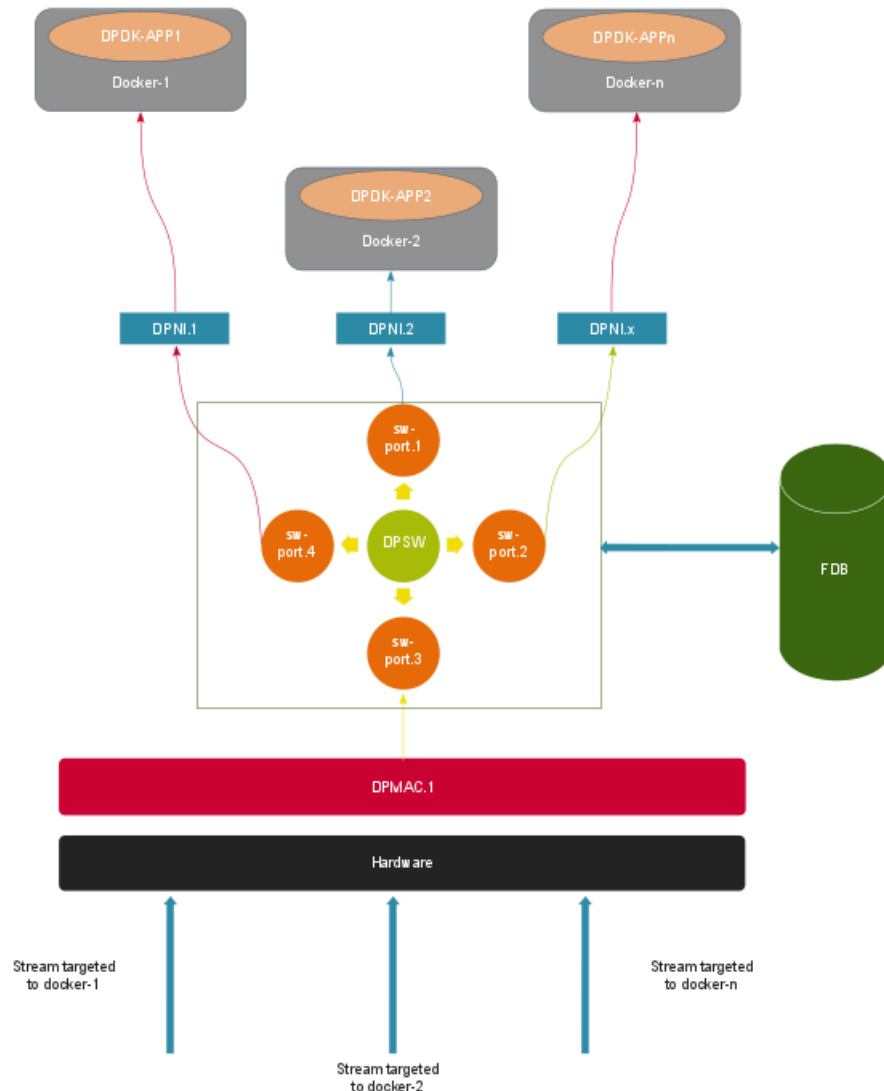 DPDK-APP1
Docker-1
DPDK-APPn
Docker-n
DPDK-APP2
Docker-2
DPNI.1
DPNI.2
DPNI.x
sw-
port.1
sw-
port.4
DPSW
sw-
port.2
FDB
sw-
port.3
DPMAC.1
Hardware
Stream targeted
to docker-1
Stream targeted
to docker-n
Stream targeted
to docker-2